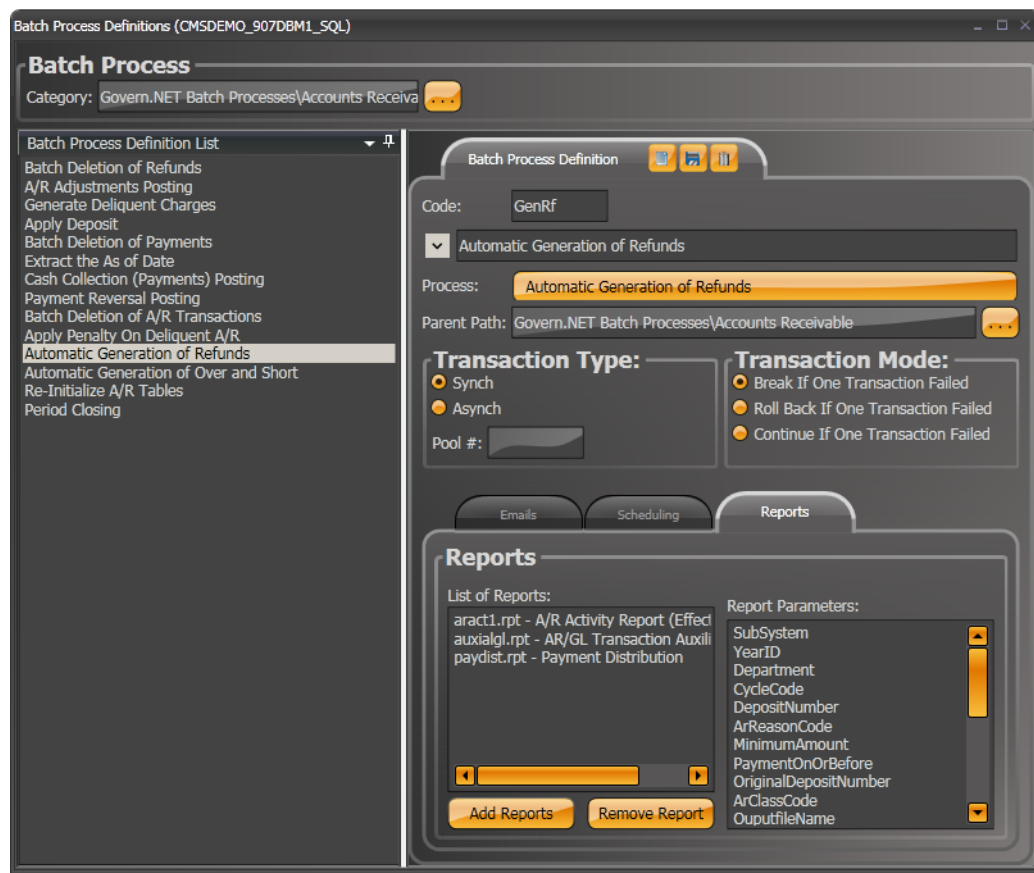 Batch Process Definitions (CMSDEMO_907DBM1_SQL)
Batch Process
Category: Govern.NET Batch Processes\Accounts Receiva ...
Batch Process Definition List
Batch Deletion of Refunds
A/R Adjustments Posting
Generate Deliquent Charges
Apply Deposit
Batch Deletion of Payments
Extract the As of Date
Cash Collection (Payments) Posting
Payment Reversal Posting
Batch Deletion of A/R Transactions
Apply Penalty On Deliquent A/R
Automatic Generation of Refunds
Automatic Generation of Over and Short
Re-Initialize A/R Tables
Period Closing
Batch Process Definition
Code: GenRf
Automatic Generation of Refunds
Process: Automatic Generation of Refunds
Parent Path: Govern.NET Batch Processes\Accounts Receivable ...
Transaction Type:
Synch
Asynch
Pool #:
Transaction Mode:
Break If One Transaction Failed
Roll Back If One Transaction Failed
Continue If One Transaction Failed
Emails Scheduling Reports
Reports
List of Reports:
aract1.rpt - A/R Activity Report (Effect
auxialgl.rpt - AR/GL Transaction Auxili
paydist.rpt - Payment Distribution
Add Reports Remove Report
Report Parameters:
SubSystem
YearID
Department
CycleCode
DepositNumber
ArReasonCode
MinimumAmount
PaymentOnOrBefore
OriginalDepositNumber
ArClassCode
OuputfileName